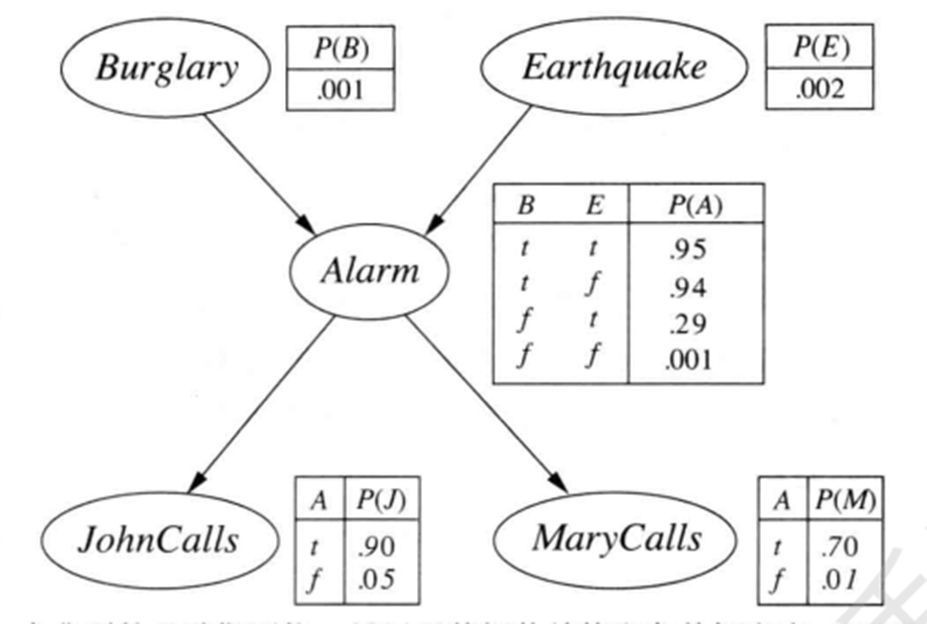 Burglary
P(B)
.001
Earthquake
P(E)
.002
Alarm
B E P(A)
t t .95
t f .94
f t .29
f f .001
JohnCalls
A P(J)
t .90
f .05
MaryCalls
A P(M)
t .70
f .01